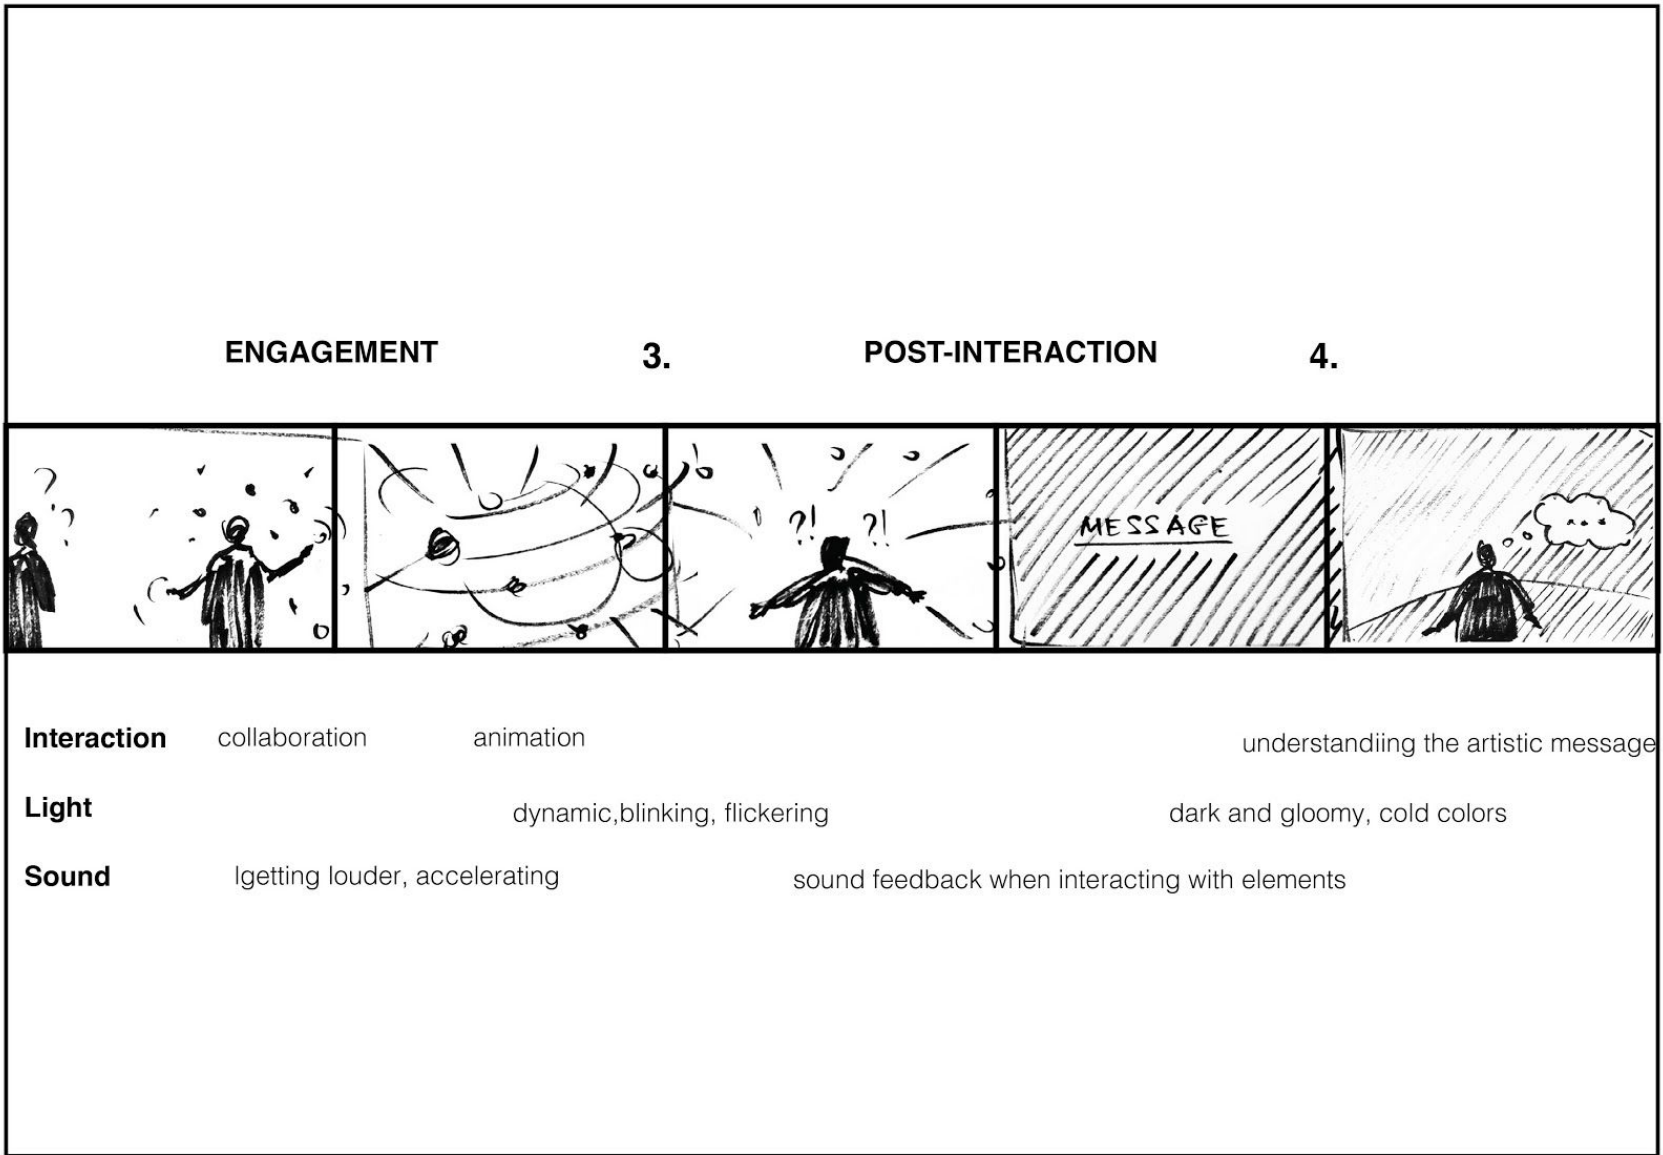 ENGAGEMENT 3. POST-INTERACTION 4.
? ?
?! ?!
MESSAGE
...
Interaction collaboration animation understandiing the artistic message
Light dynamic,blinking, flickering dark and gloomy, cold colors
Sound lgetting louder, accelerating sound feedback when interacting with elements